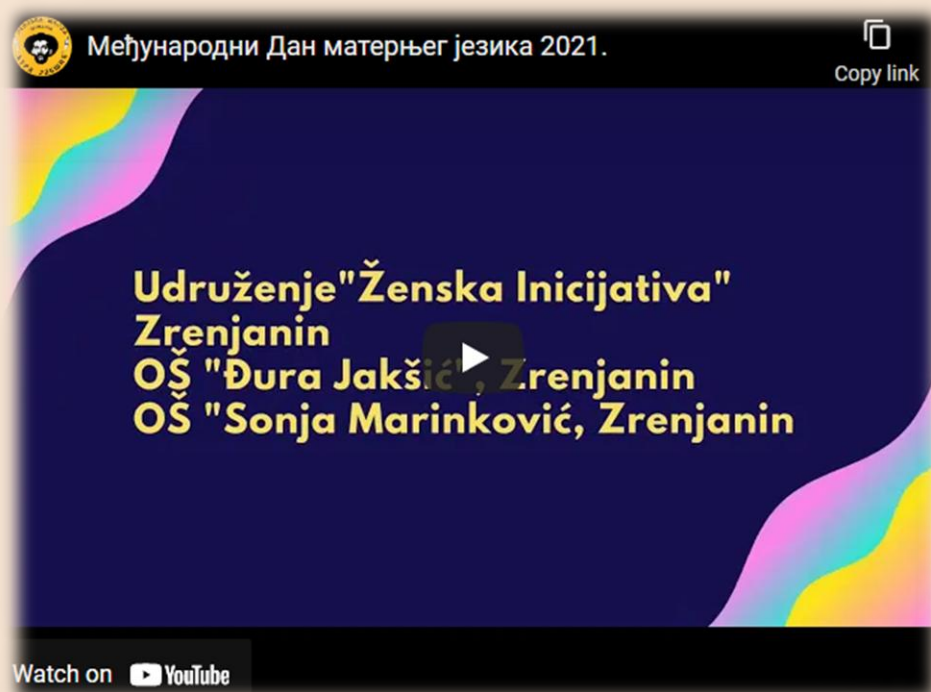 Међународни Дан матерњег језика 2021.
Copy link
Udruženje"Ženska Inicijativa"
Zrenjanin
OŠ "Đura Jakšić", Zrenjanin
OŠ "Sonja Marinković, Zrenjanin
Watch on YouTube